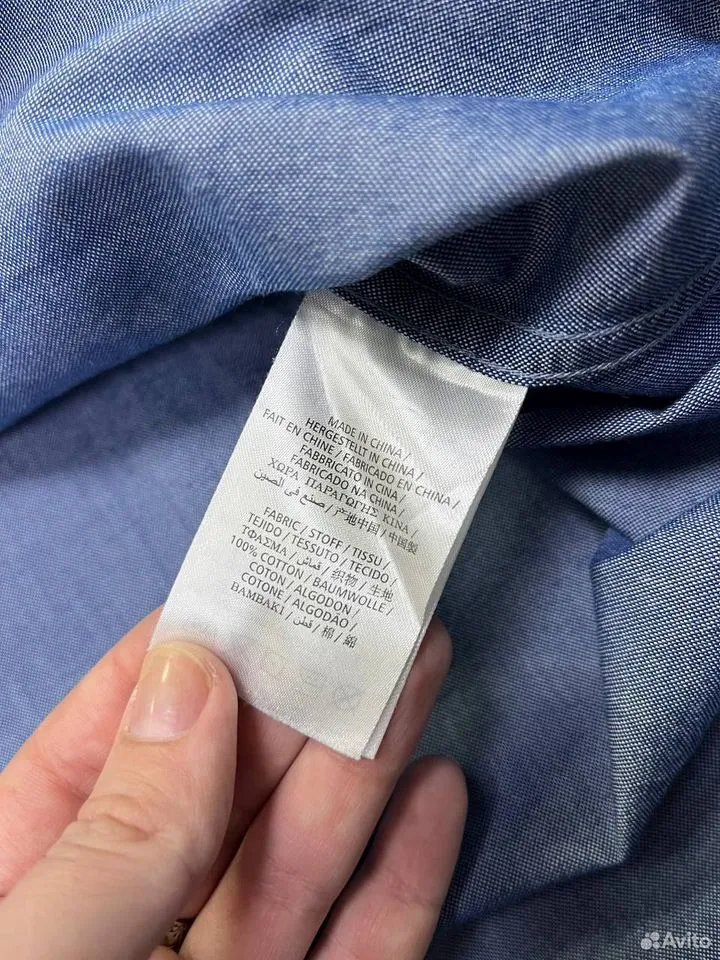 MADE IN CHINA /
HERGESTELLT IN CHINA /
FAIT EN CHINE / FABRICADO EN CHINA /
FABBRICATO IN CINA /
FABRICADO NA CHINA /
ΧΩΡΑ ΠΑΡΑΓΩΓΗΣ ΚΙΝΑ /
صنع في الصين / 产地中国 / 中国製
FABRIC / STOFF / TISSU /
TEJIDO / TESSUTO / TECIDO /
ΥΦΑΣΜΑ / قماش / 织物 / 生地
100% COTTON / BAUMWOLLE /
COTON / ALGODON /
COTONE / ALGODAO /
ΒΑΜΒΑΚΙ / قطن / 棉 / 綿
Avito